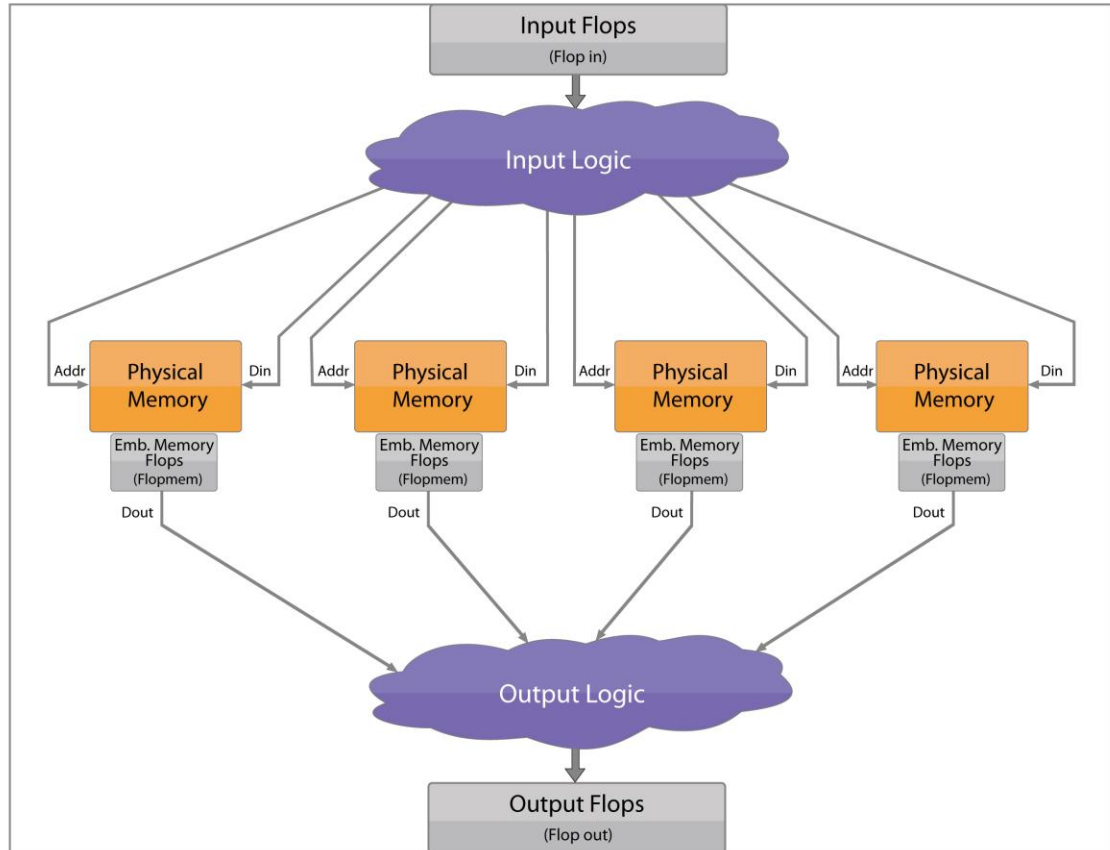 Input Flops
(Flop in)
Input Logic
Addr
Physical
Memory
Din
Emb. Memory
Flops
(Flopmem)
Dout
Addr
Physical
Memory
Din
Emb. Memory
Flops
(Flopmem)
Dout
Addr
Physical
Memory
Din
Emb. Memory
Flops
(Flopmem)
Dout
Addr
Physical
Memory
Din
Emb. Memory
Flops
(Flopmem)
Dout
Output Logic
Output Flops
(Flop out)